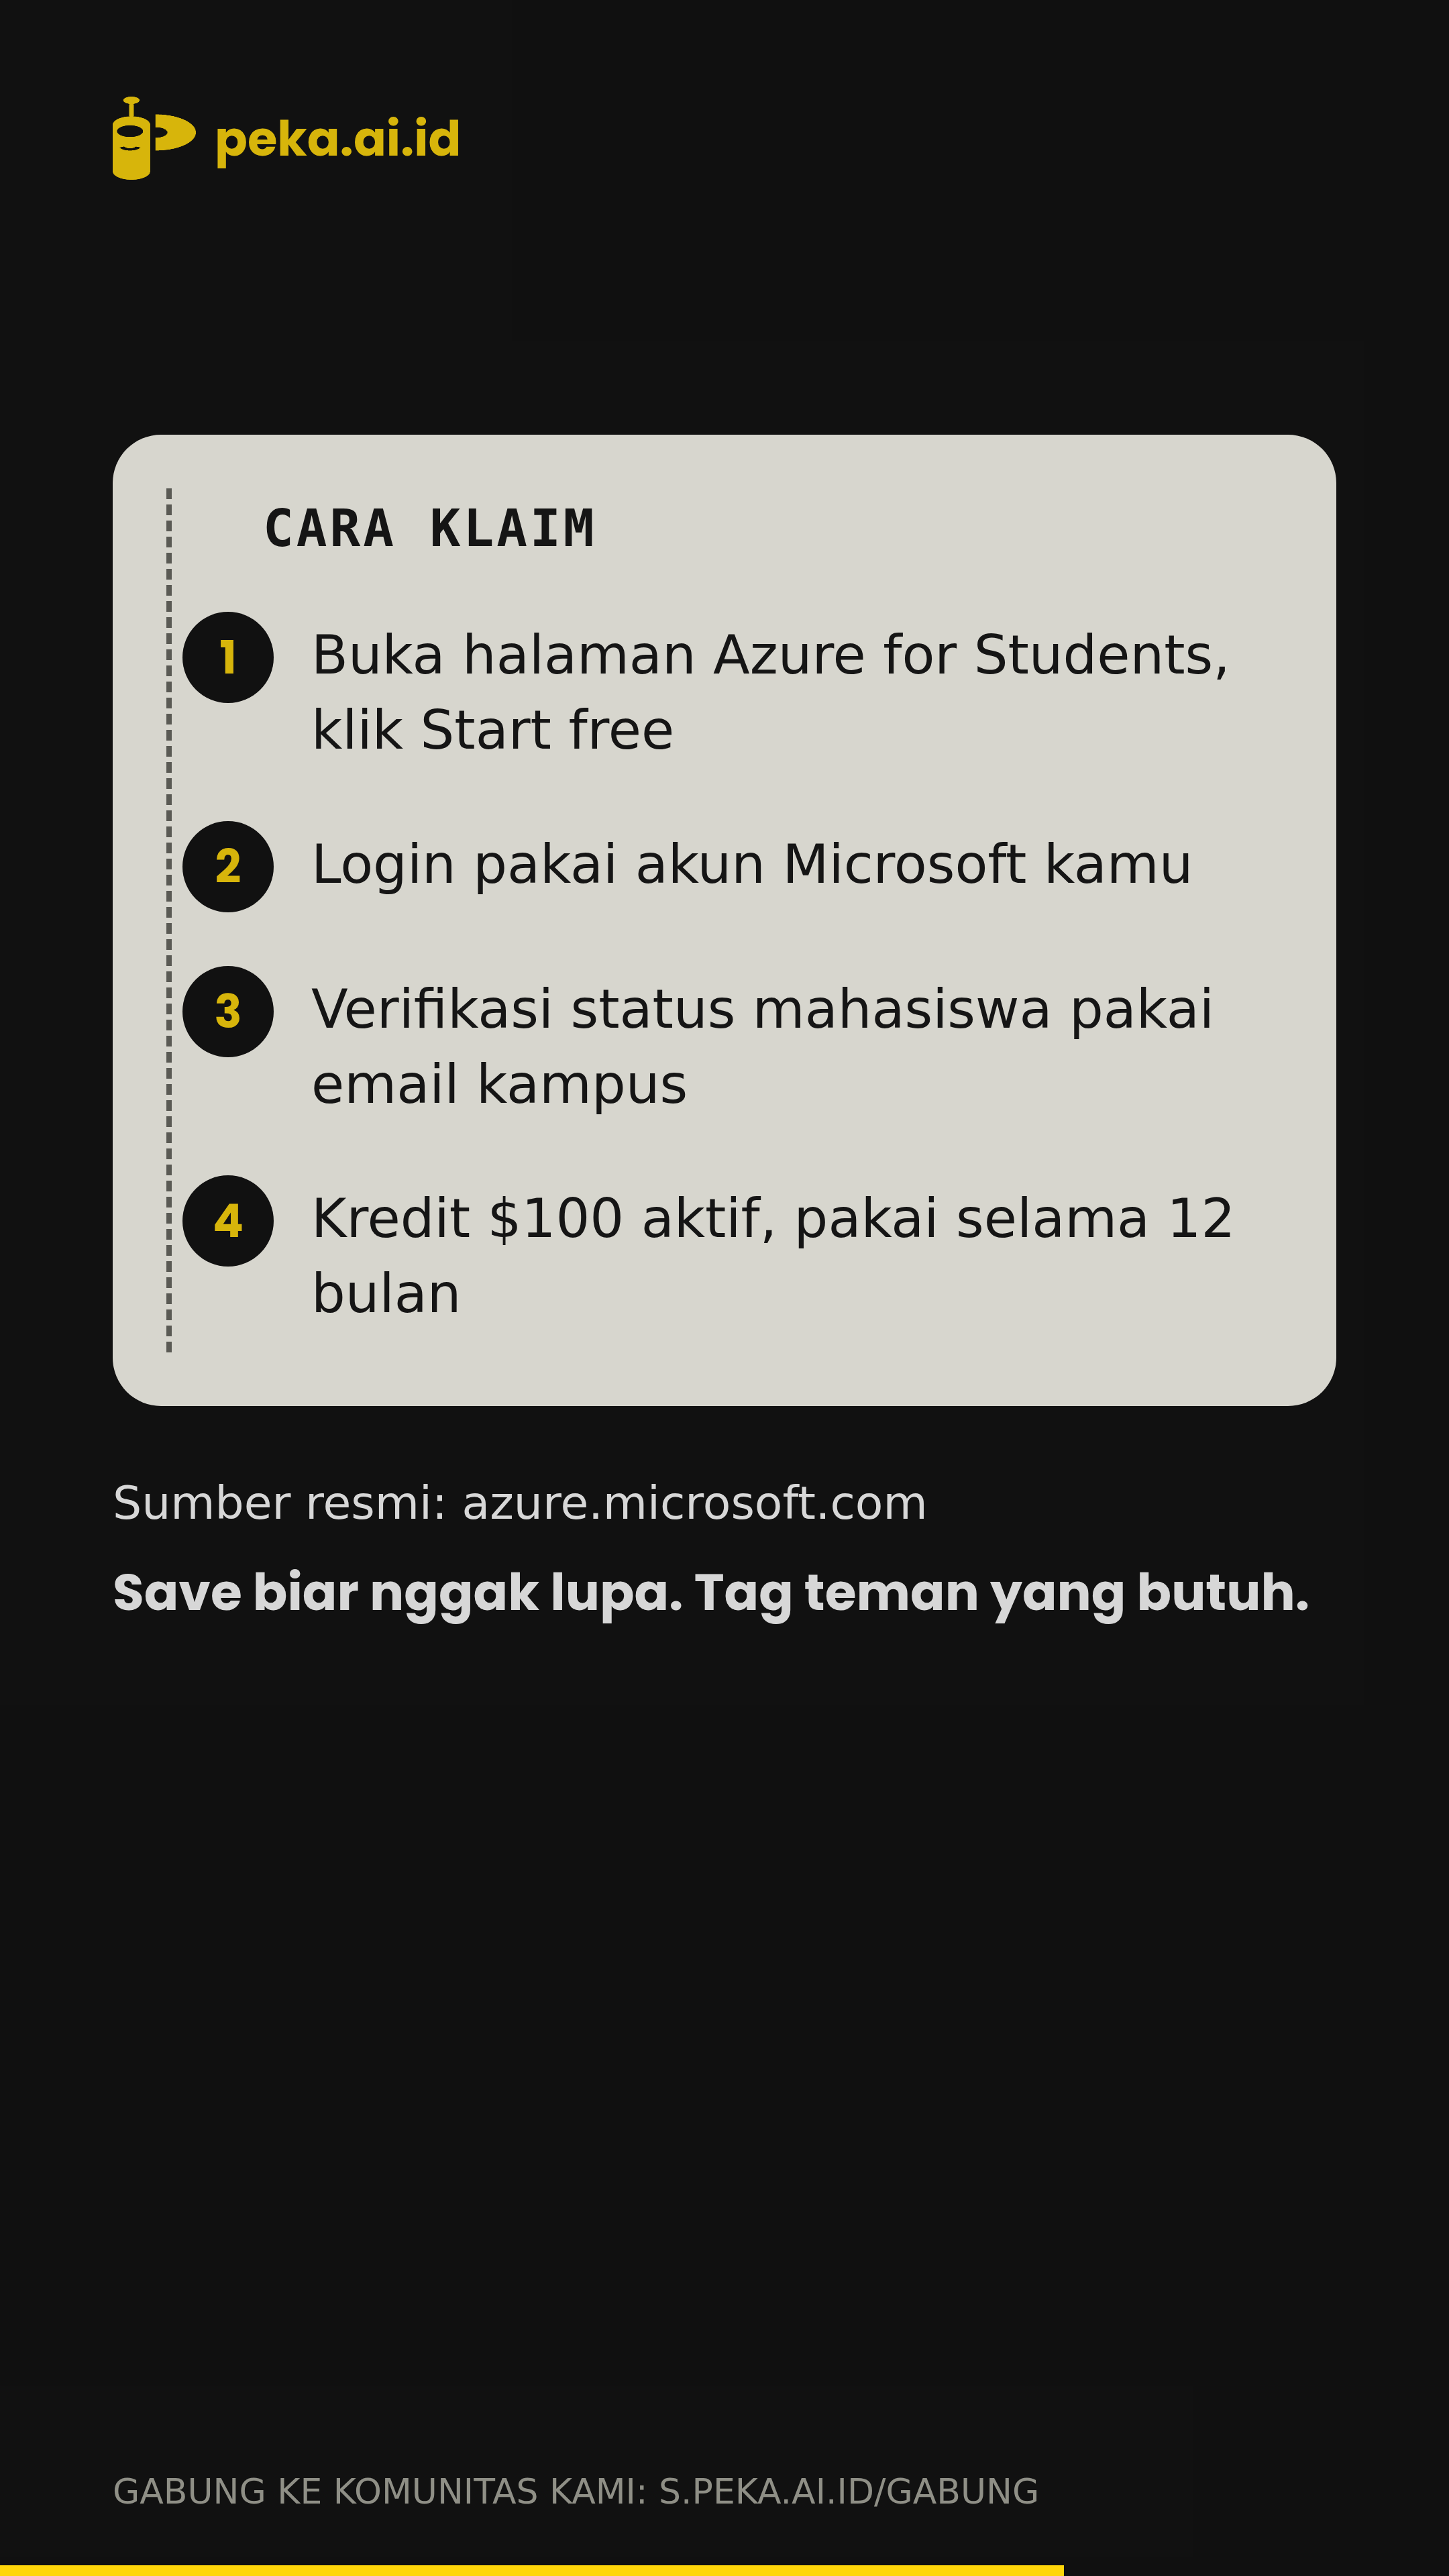 peka.ai.id
CARA KLAIM
1 Buka halaman Azure for Students,
klik Start free
2 Login pakai akun Microsoft kamu
3 Verifikasi status mahasiswa pakai
email kampus
4 Kredit $100 aktif, pakai selama 12
bulan
Sumber resmi: azure.microsoft.com
Save biar nggak lupa. Tag teman yang butuh.
GABUNG KE KOMUNITAS KAMI: S.PEKA.AI.ID/GABUNG